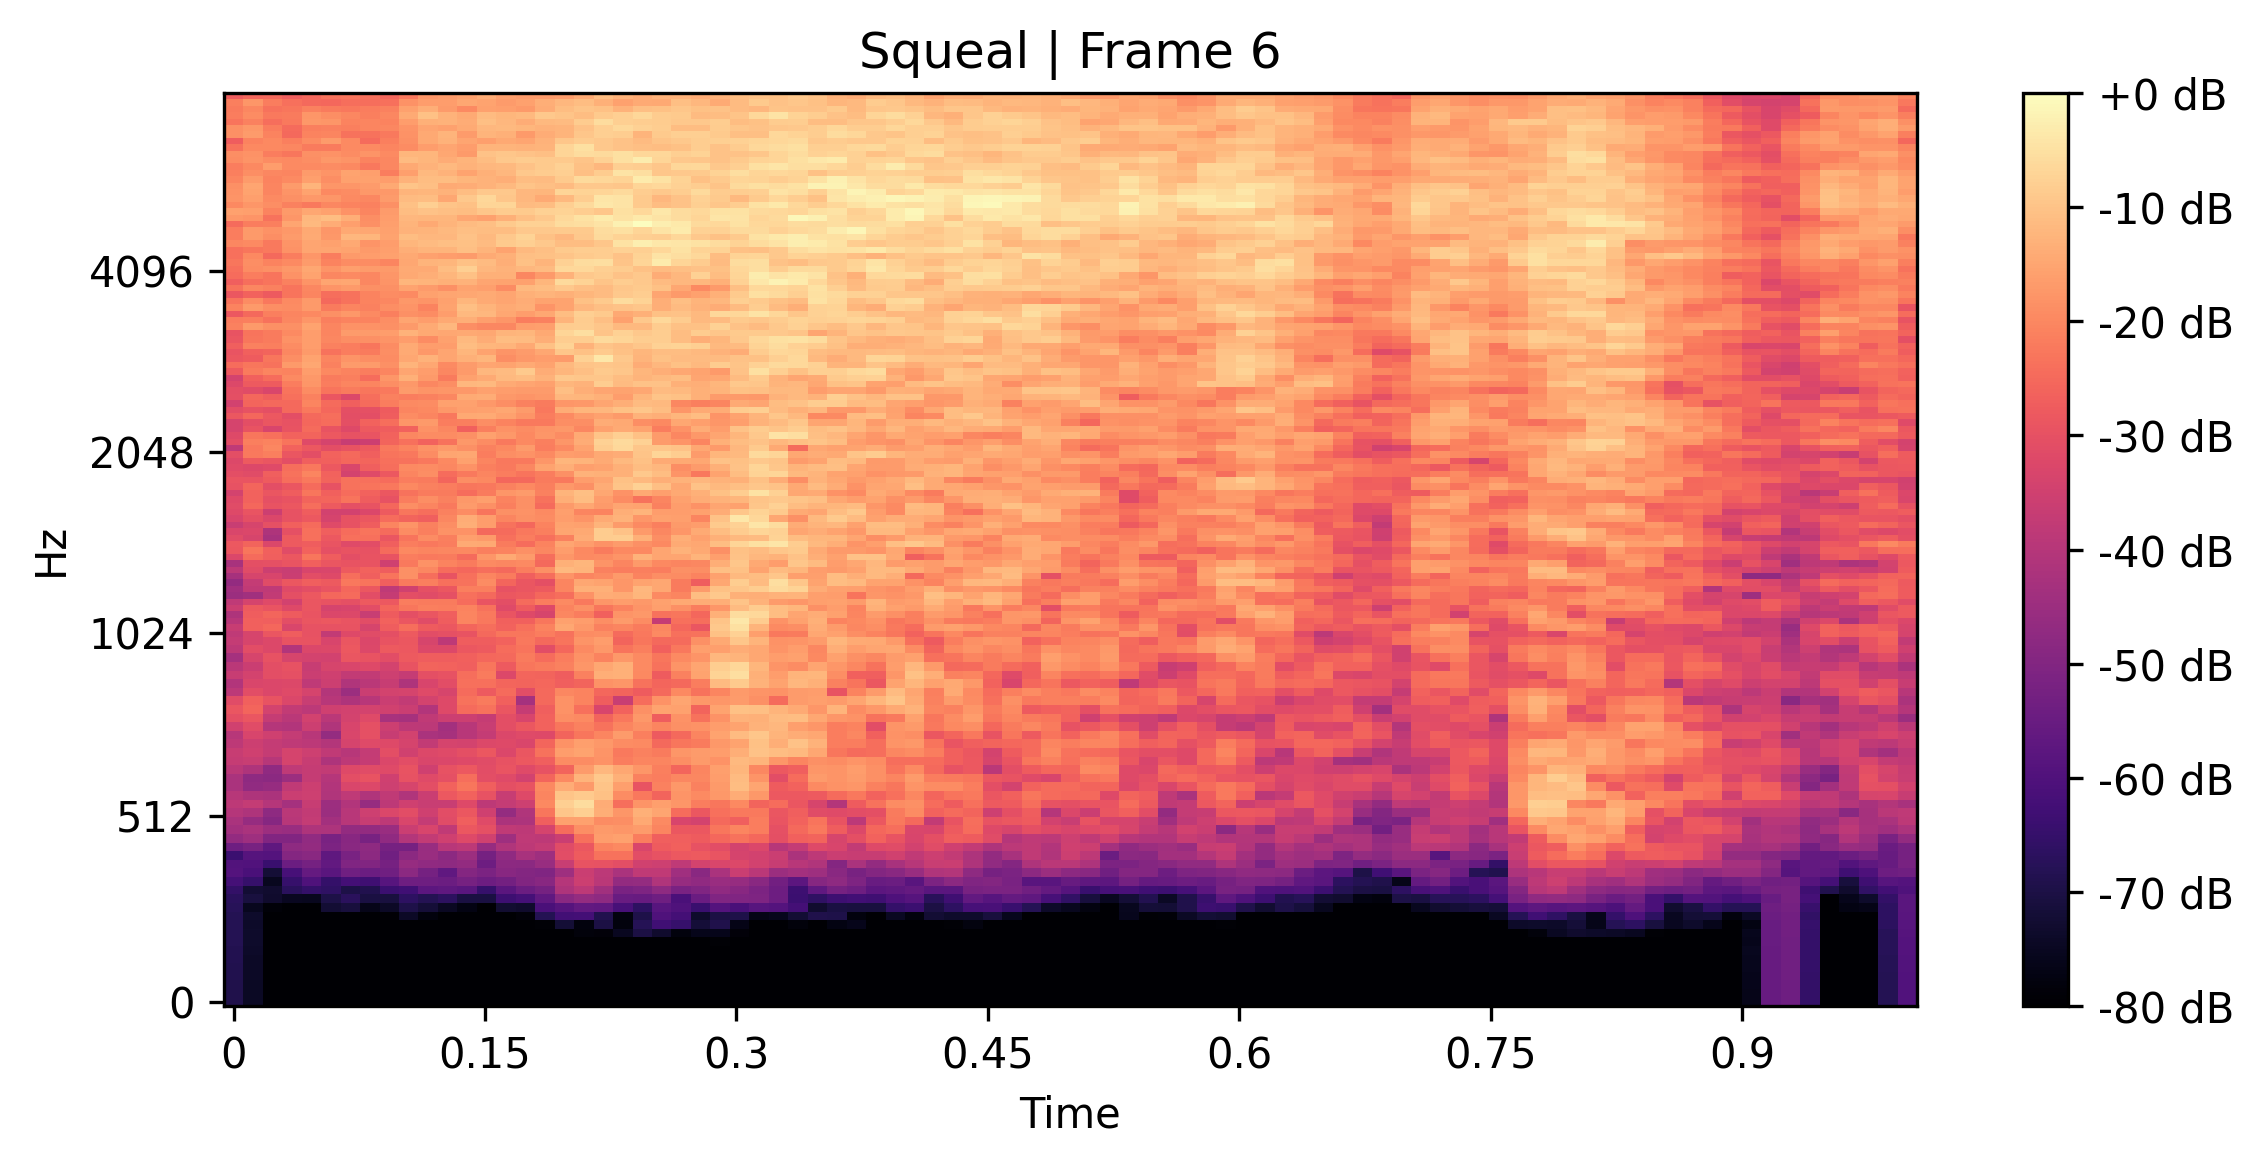 Squeal | Frame 6
+0 dB
-10 dB
-20 dB
-30 dB
-40 dB
-50 dB
-60 dB
-70 dB
-80 dB
Hz
4096
2048
1024
512
0
0 0.15 0.3 0.45 0.6 0.75 0.9
Time